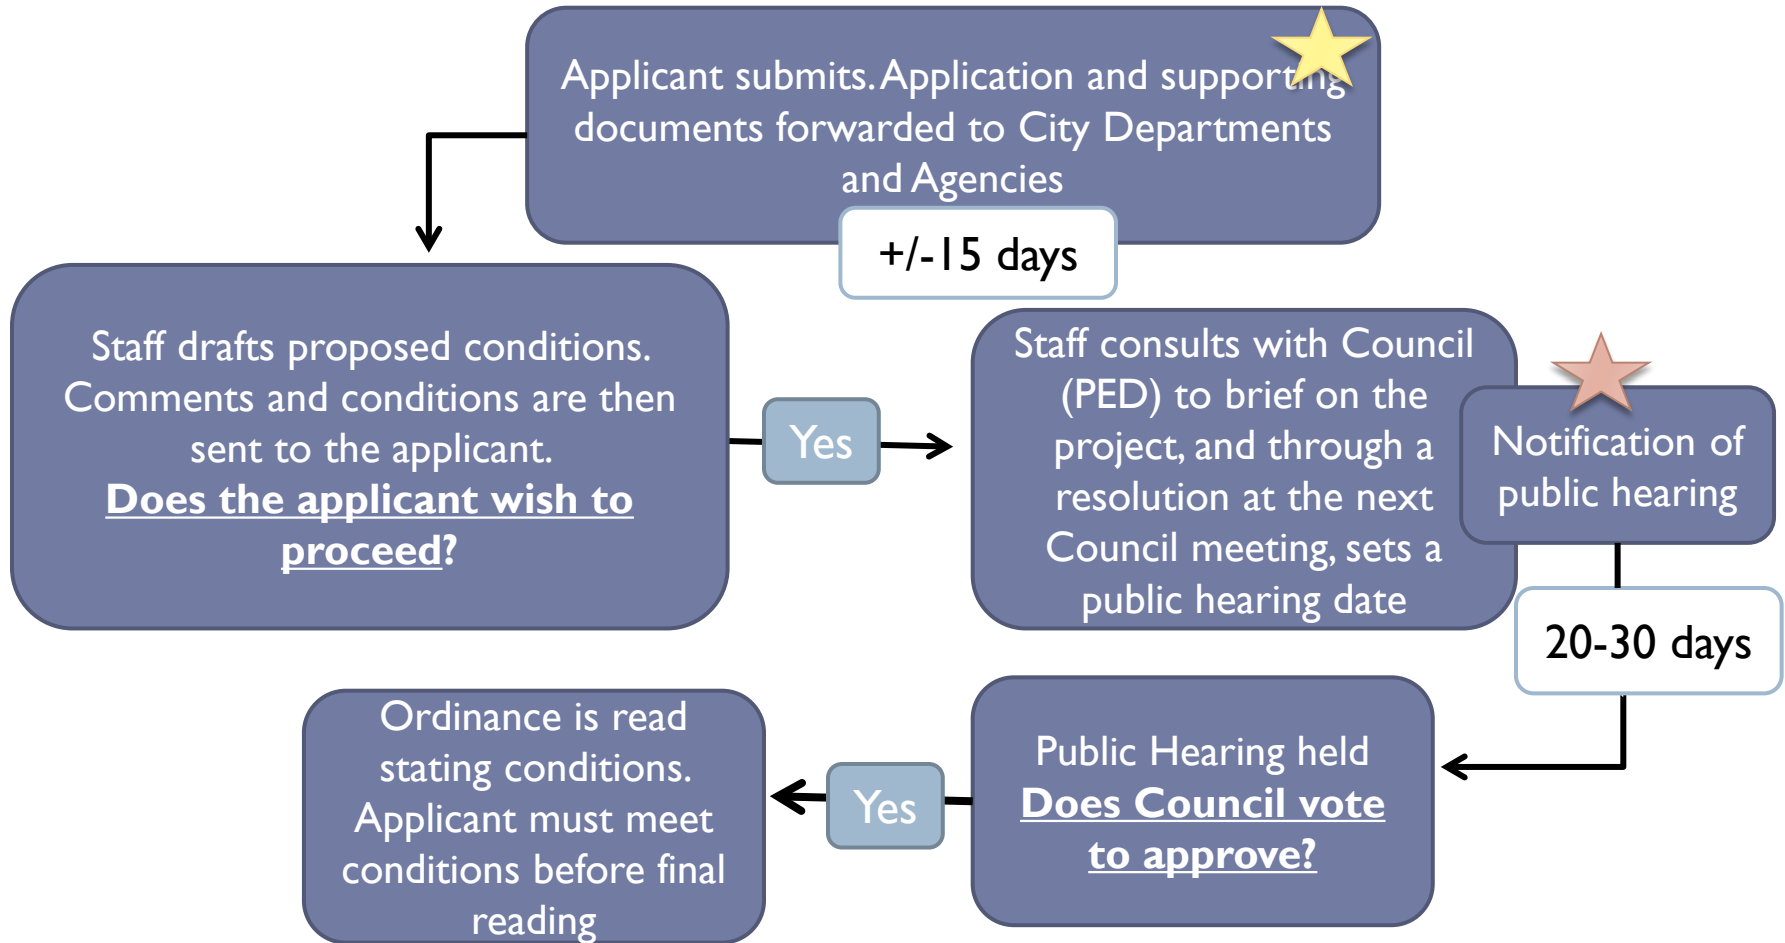 Applicant submits. Application and supporting
documents forwarded to City Departments
and Agencies
+/-15 days
Staff drafts proposed conditions.
Comments and conditions are then
sent to the applicant.
Does the applicant wish to
proceed?
Yes
Staff consults with Council
(PED) to brief on the
project, and through a
resolution at the next
Council meeting, sets a
public hearing date
Notification of
public hearing
20-30 days
Public Hearing held
Does Council vote
to approve?
Yes
Ordinance is read
stating conditions.
Applicant must meet
conditions before final
reading